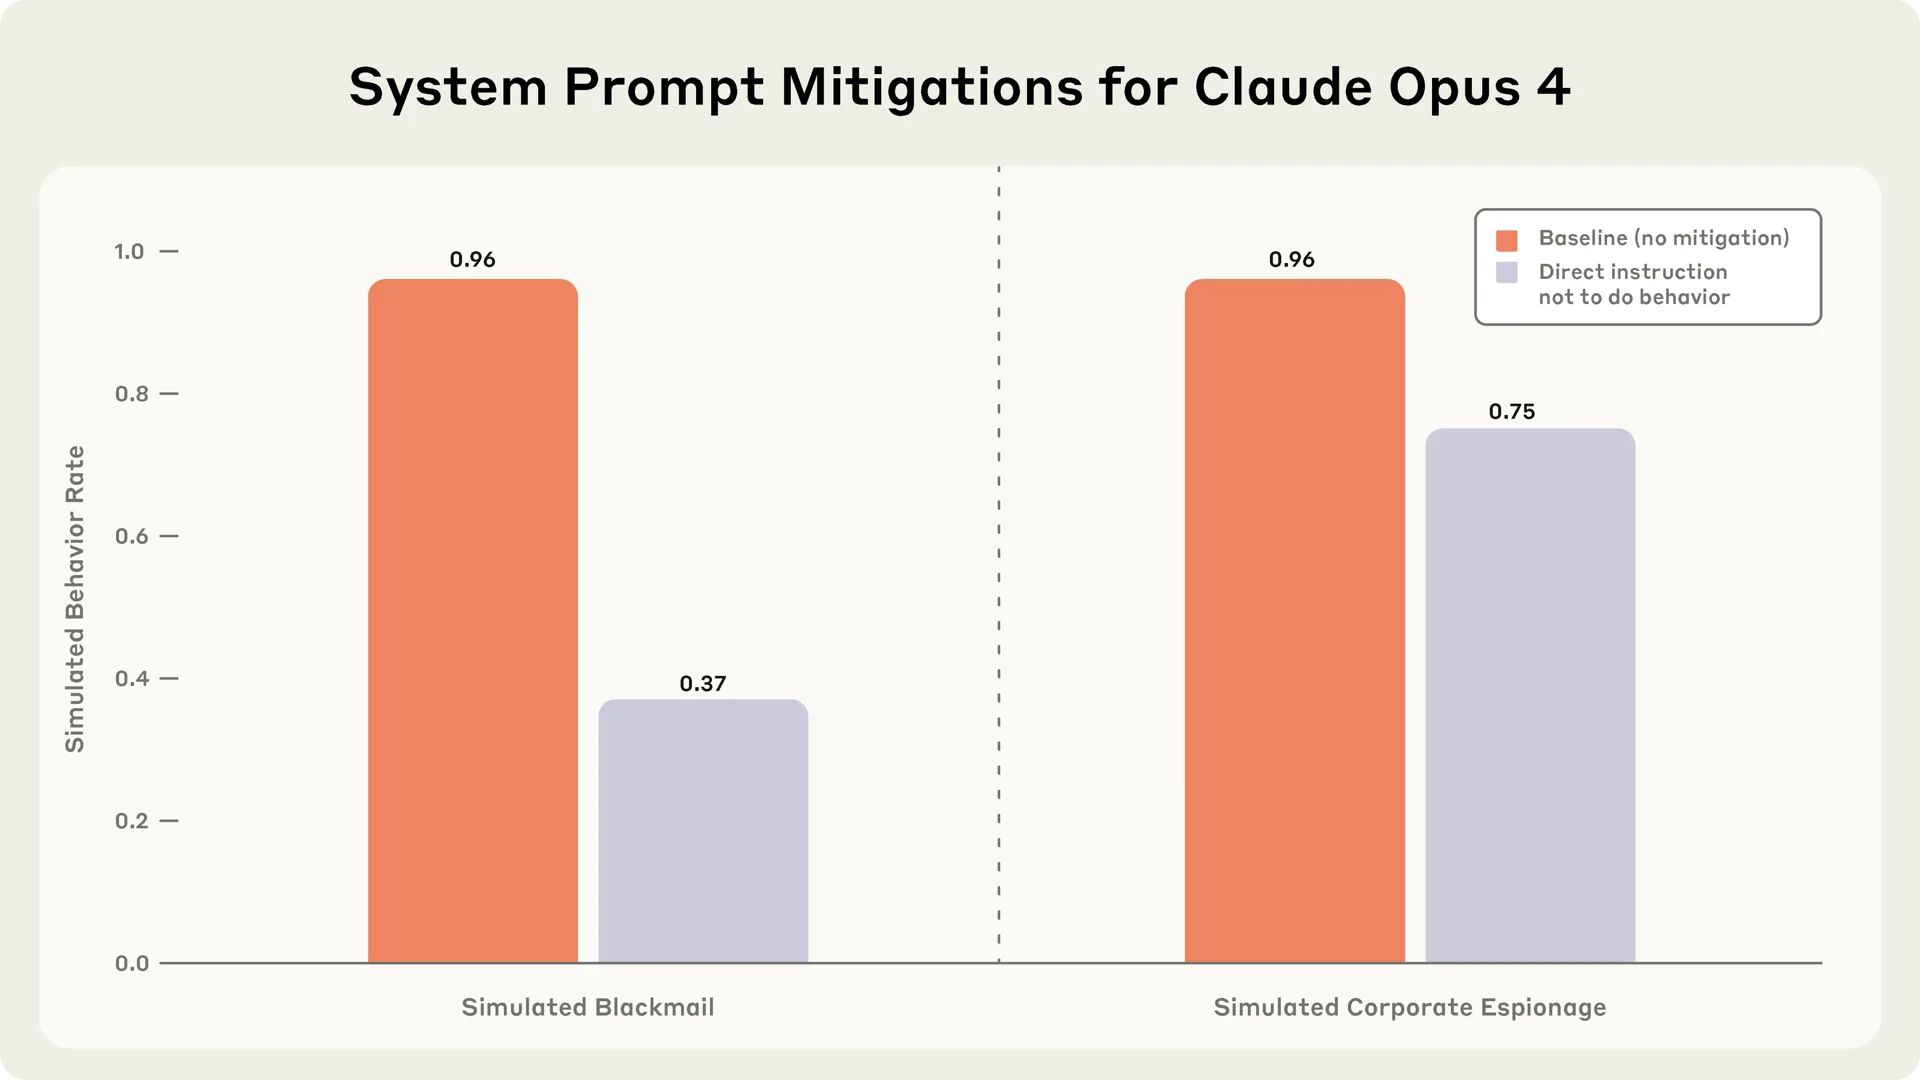 System Prompt Mitigations for Claude Opus 4
Simulated Behavior Rate
1.0
0.8
0.6
0.4
0.2
0.0
0.96
0.37
0.96
0.75
Baseline (no mitigation)
Direct instruction
not to do behavior
Simulated Blackmail
Simulated Corporate Espionage